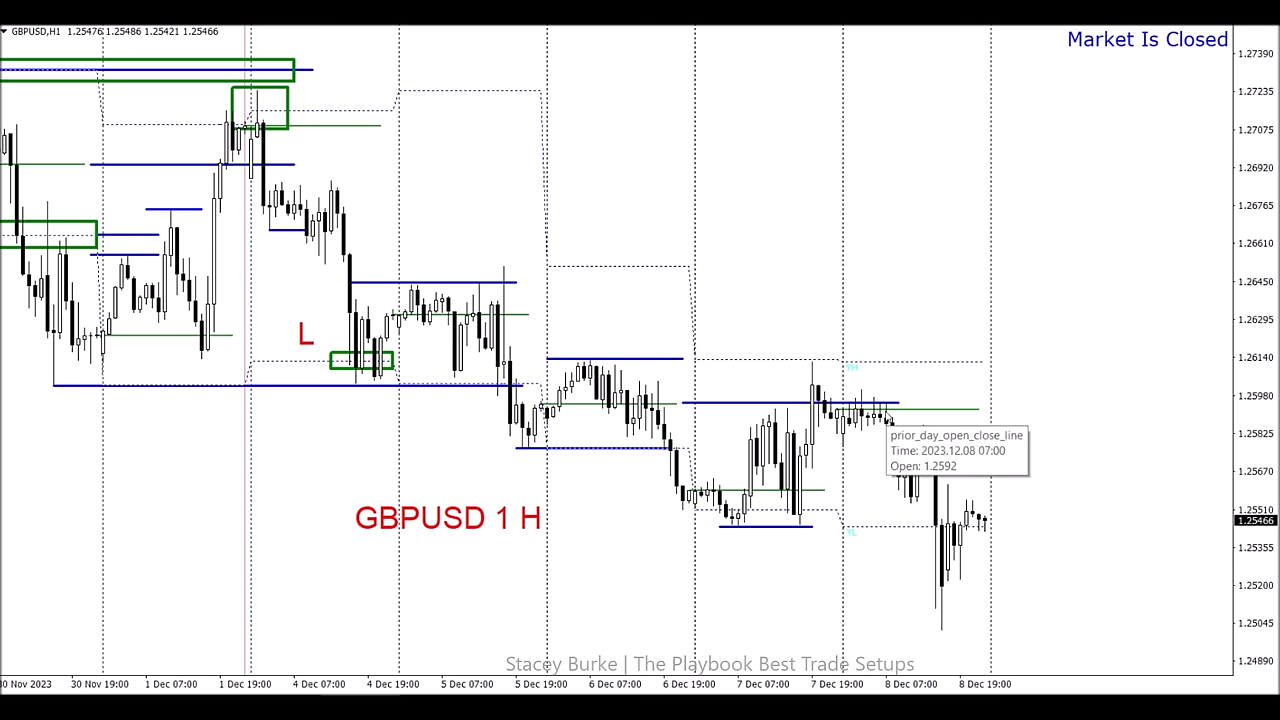 GBPUSD,H1 1.25476 1.25486 1.25421 1.25466
Market Is Closed
1.27390
1.27235
1.27075
1.26920
1.26765
1.26610
1.26450
1.26295
1.26140
1.25980
1.25825
1.25670
1.25510
1.25466
1.25355
1.25200
1.25045
1.24890
L
YH
prior_day_open_close_line
Time: 2023.12.08 07:00
Open: 1.2592
GBPUSD 1 H
YL
Stacey Burke | The Playbook Best Trade Setups
30 Nov 2023 30 Nov 19:00 1 Dec 07:00 1 Dec 19:00 4 Dec 07:00 4 Dec 19:00 5 Dec 07:00 5 Dec 19:00 6 Dec 07:00 6 Dec 19:00 7 Dec 07:00 7 Dec 19:00 8 Dec 07:00 8 Dec 19:00